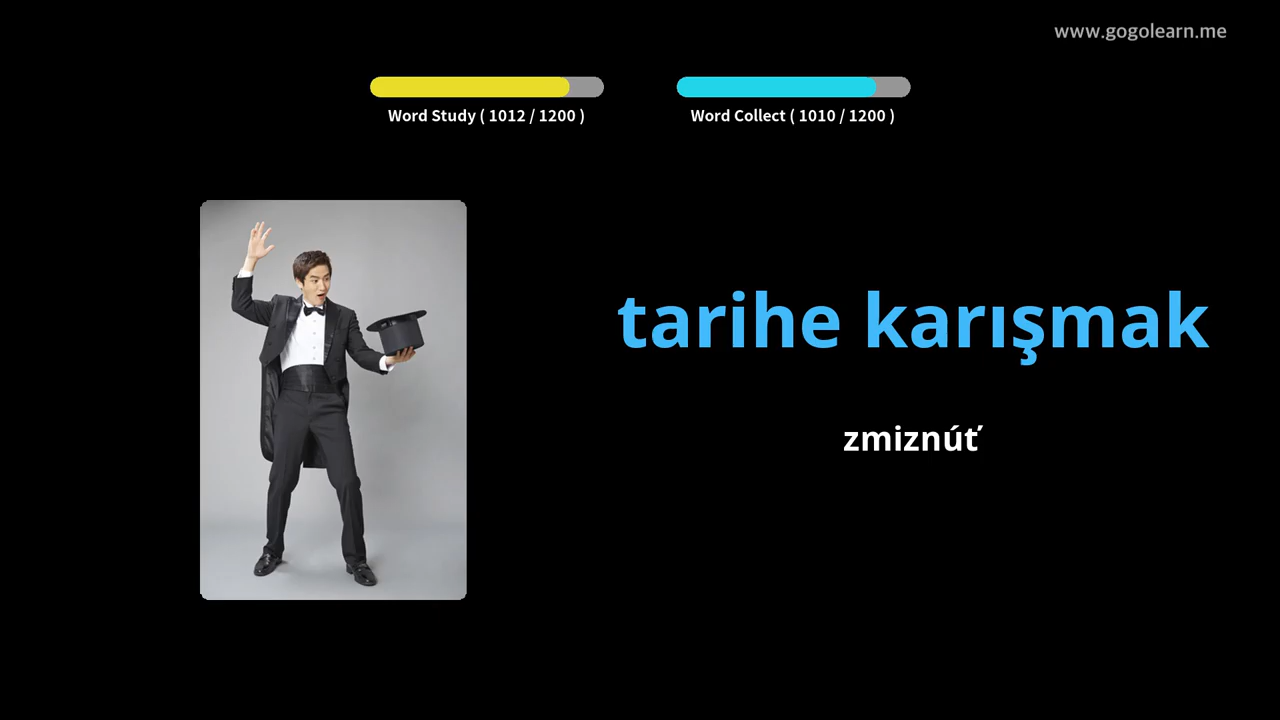 www.gogolearn.me
Word Study ( 1012 / 1200 )
Word Collect ( 1010 / 1200 )
tarihe karışmak
zmiznúť